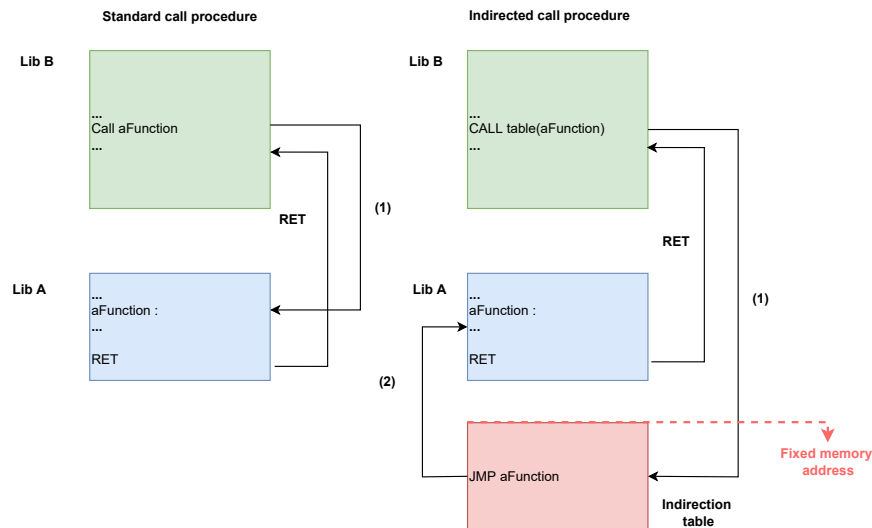 Standard call procedure
Lib B
...
Call aFunction
...
RET
(1)
Lib A
...
aFunction :
...
RET
Indirected call procedure
Lib B
...
CALL table(aFunction)
...
RET
(1)
Lib A
...
aFunction :
...
RET
(2)
JMP aFunction
Fixed memory
address
Indirection
table